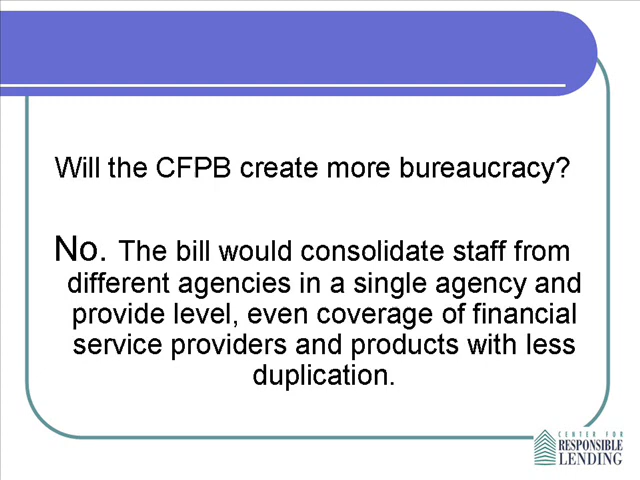 Will the CFPB create more bureaucracy?
No. The bill would consolidate staff from
different agencies in a single agency and
provide level, even coverage of financial
service providers and products with less
duplication.
CENTER FOR
RESPONSIBLE
LENDING